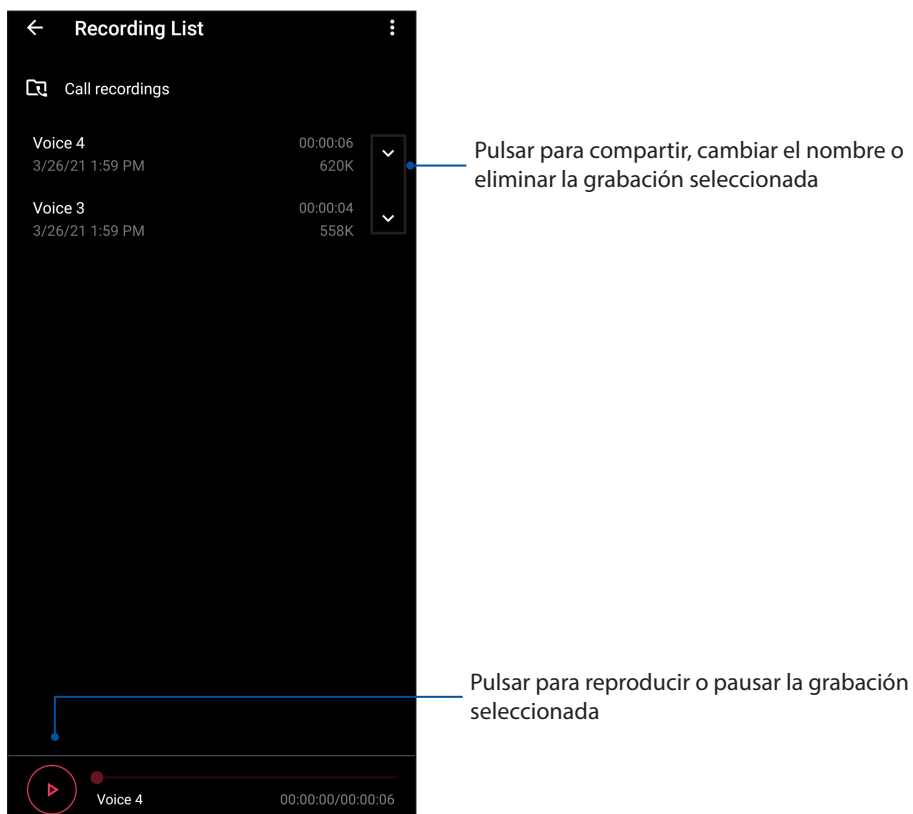 Recording List
Call recordings
Voice 4 00:00:06
3/26/21 1:59 PM 620K
Pulsar para compartir, cambiar el nombre o
eliminar la grabación seleccionada
Voice 3 00:00:04
3/26/21 1:59 PM 558K
Pulsar para reproducir o pausar la grabación
seleccionada
Voice 4 00:00:00/00:00:06